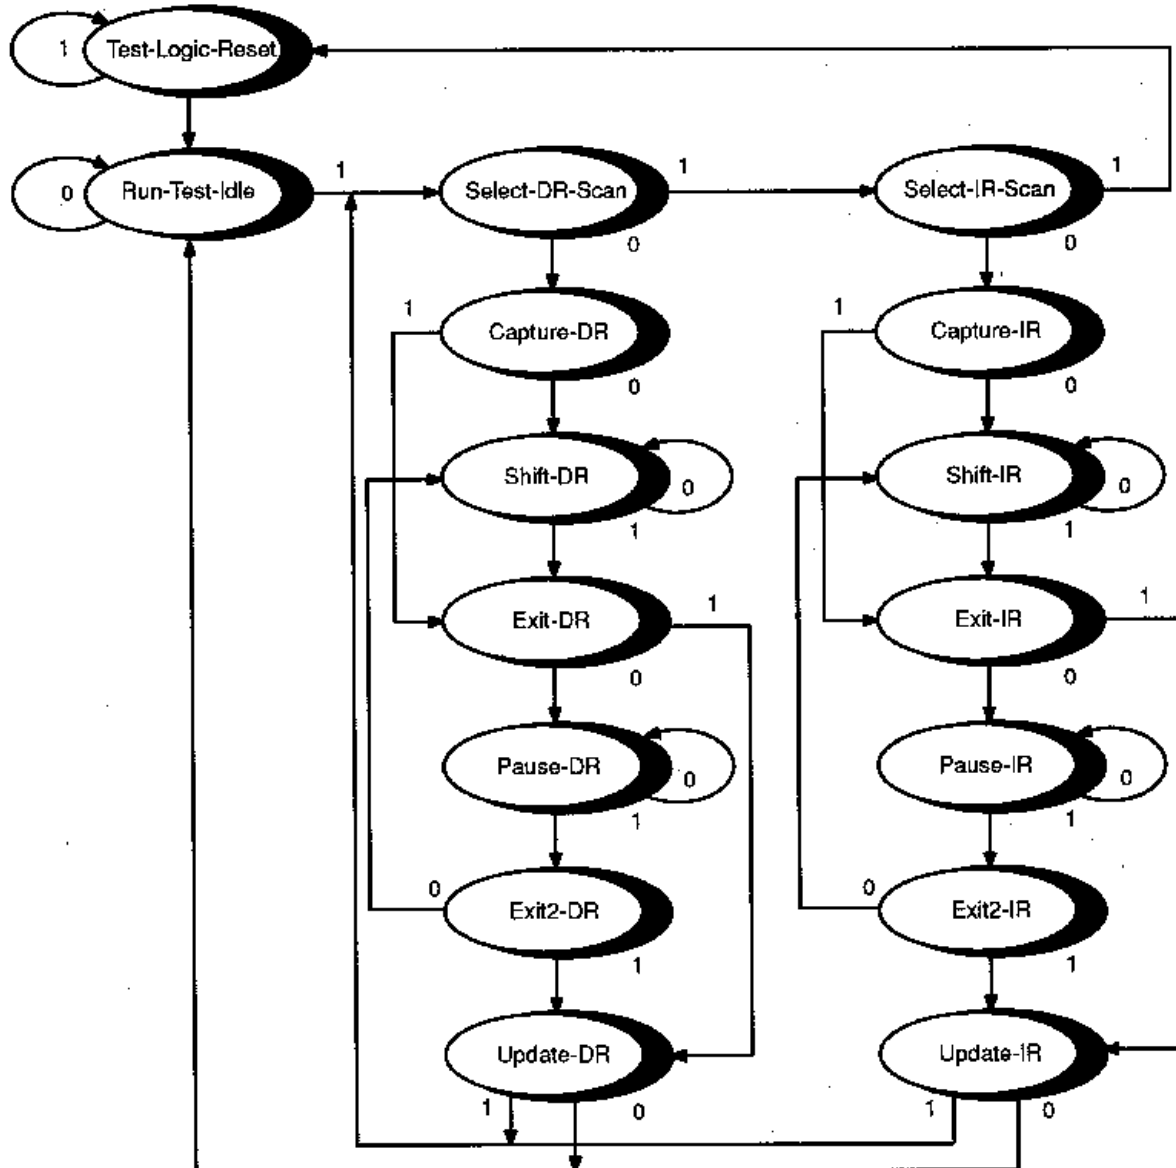 1 Test-Logic-Reset
0 Run-Test-Idle 1 Select-DR-Scan 1 Select-IR-Scan 1
0 0
1 Capture-DR 1 Capture-IR
0 0
Shift-DR 0 Shift-IR 0
1 1
Exit-DR 1 Exit-IR 1
0 0
Pause-DR 0 Pause-IR 0
1 1
0 Exit2-DR 0 Exit2-IR
1 1
Update-DR Update-IR
1 0 1 0